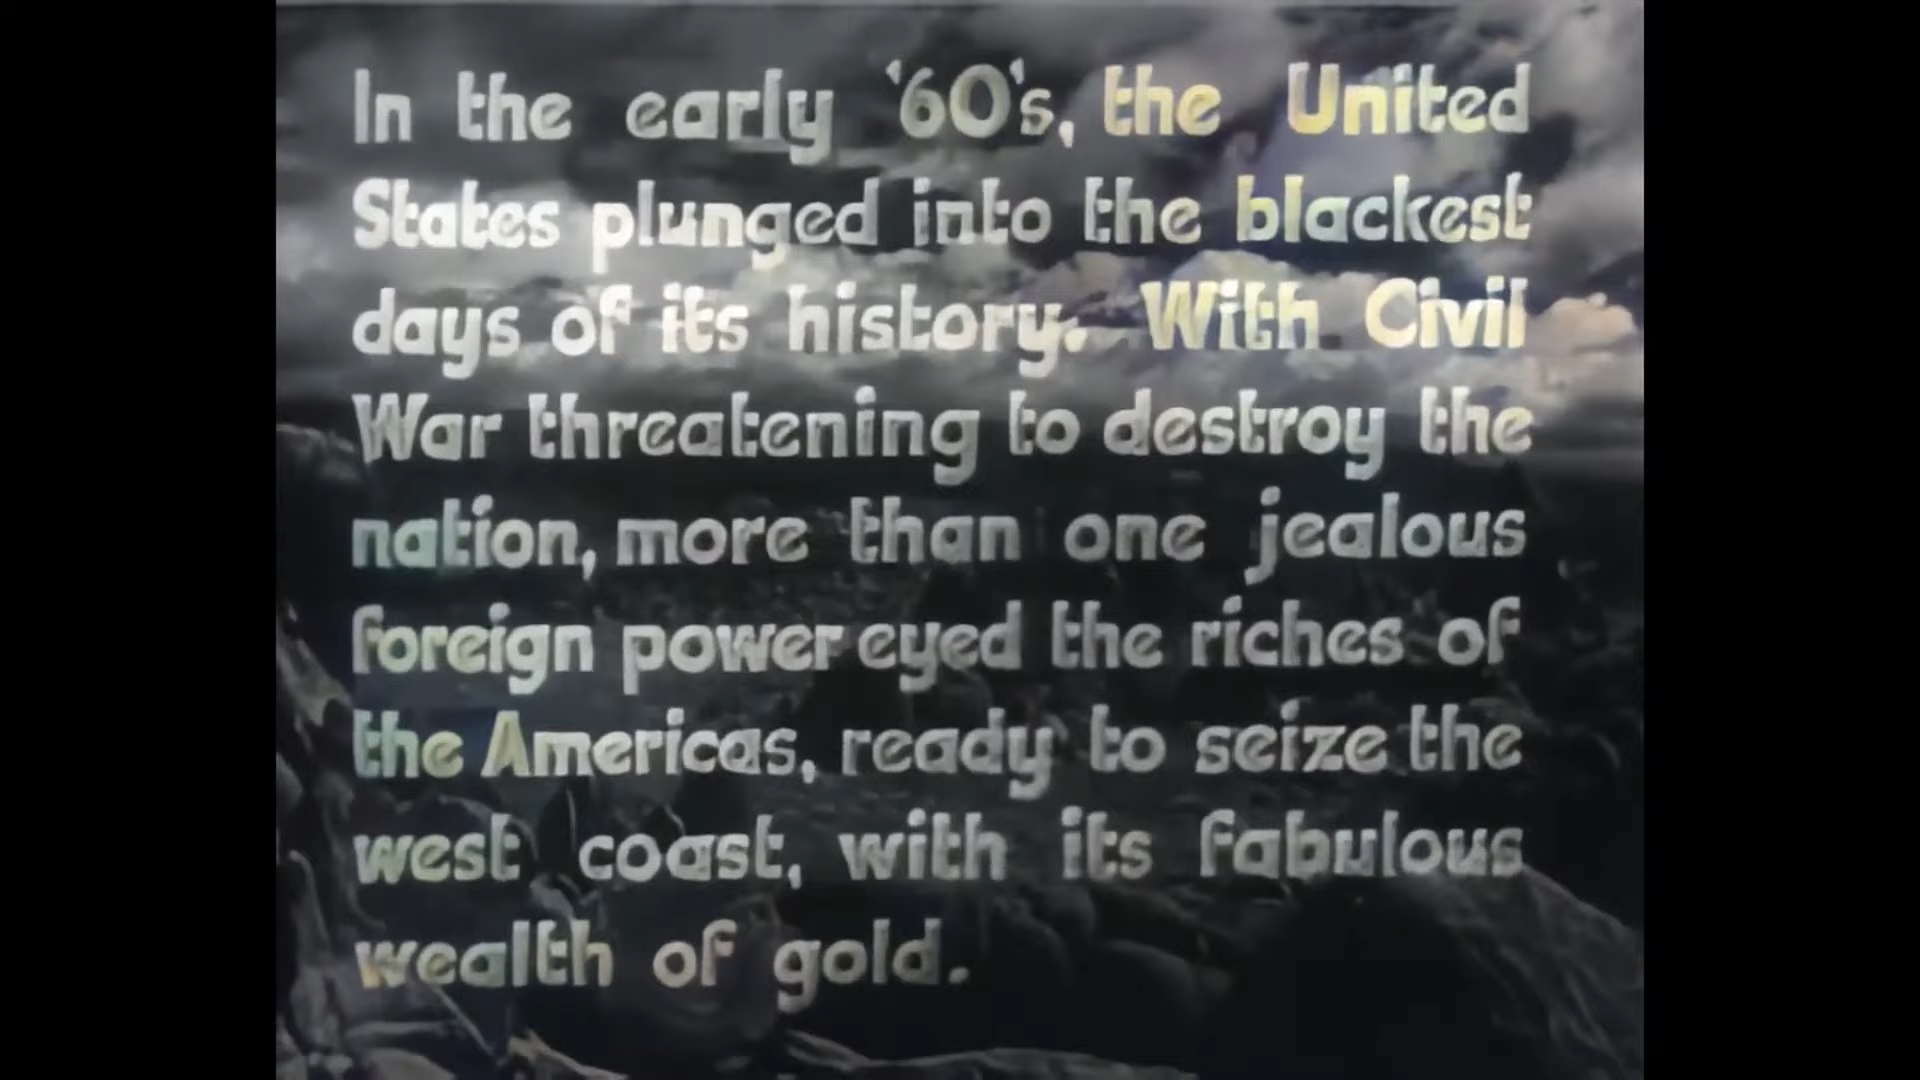 In the early '60's, the United
States plunged into the blackest
days of its history. With Civil
War threatening to destroy the
nation, more than one jealous
foreign power eyed the riches of
the Americas, ready to seize the
west coast, with its fabulous
wealth of gold.